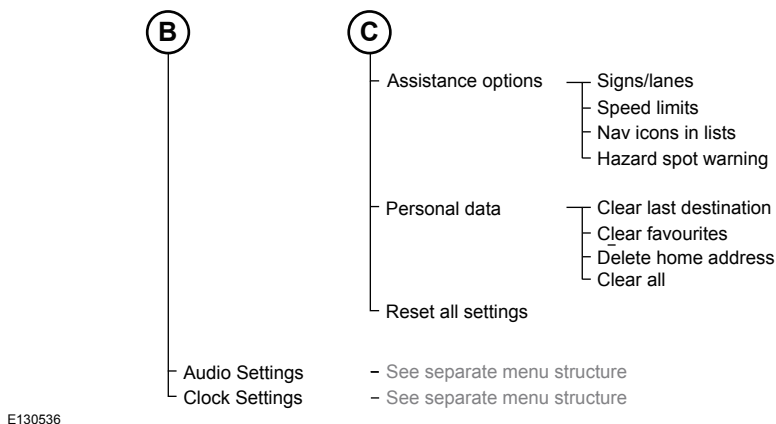 B C
Assistance options Signs/lanes
Speed limits
Nav icons in lists
Hazard spot warning
Personal data Clear last destination
Clear favourites
Delete home address
Clear all
Reset all settings
Audio Settings – See separate menu structure
Clock Settings – See separate menu structure
E130536